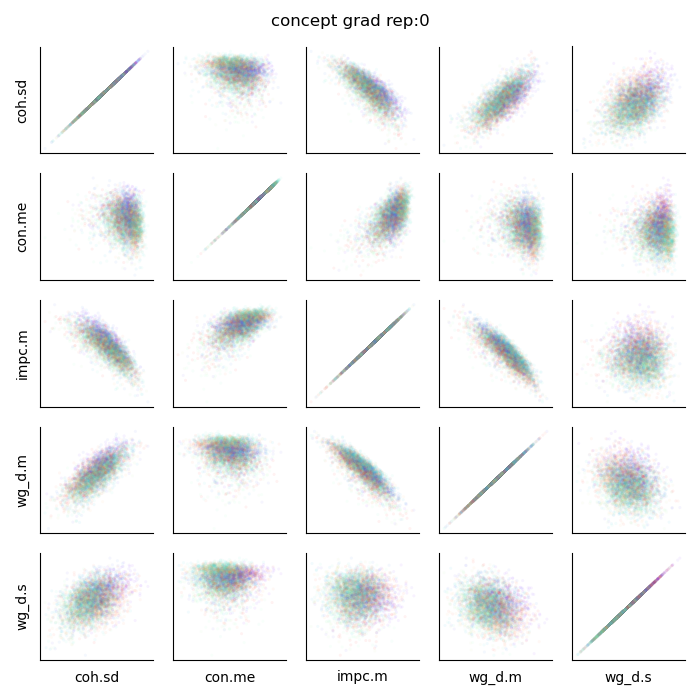 concept grad rep:0
coh.sd
con.me
impc.m
wg_d.m
wg_d.s
coh.sd
con.me
impc.m
wg_d.m
wg_d.s